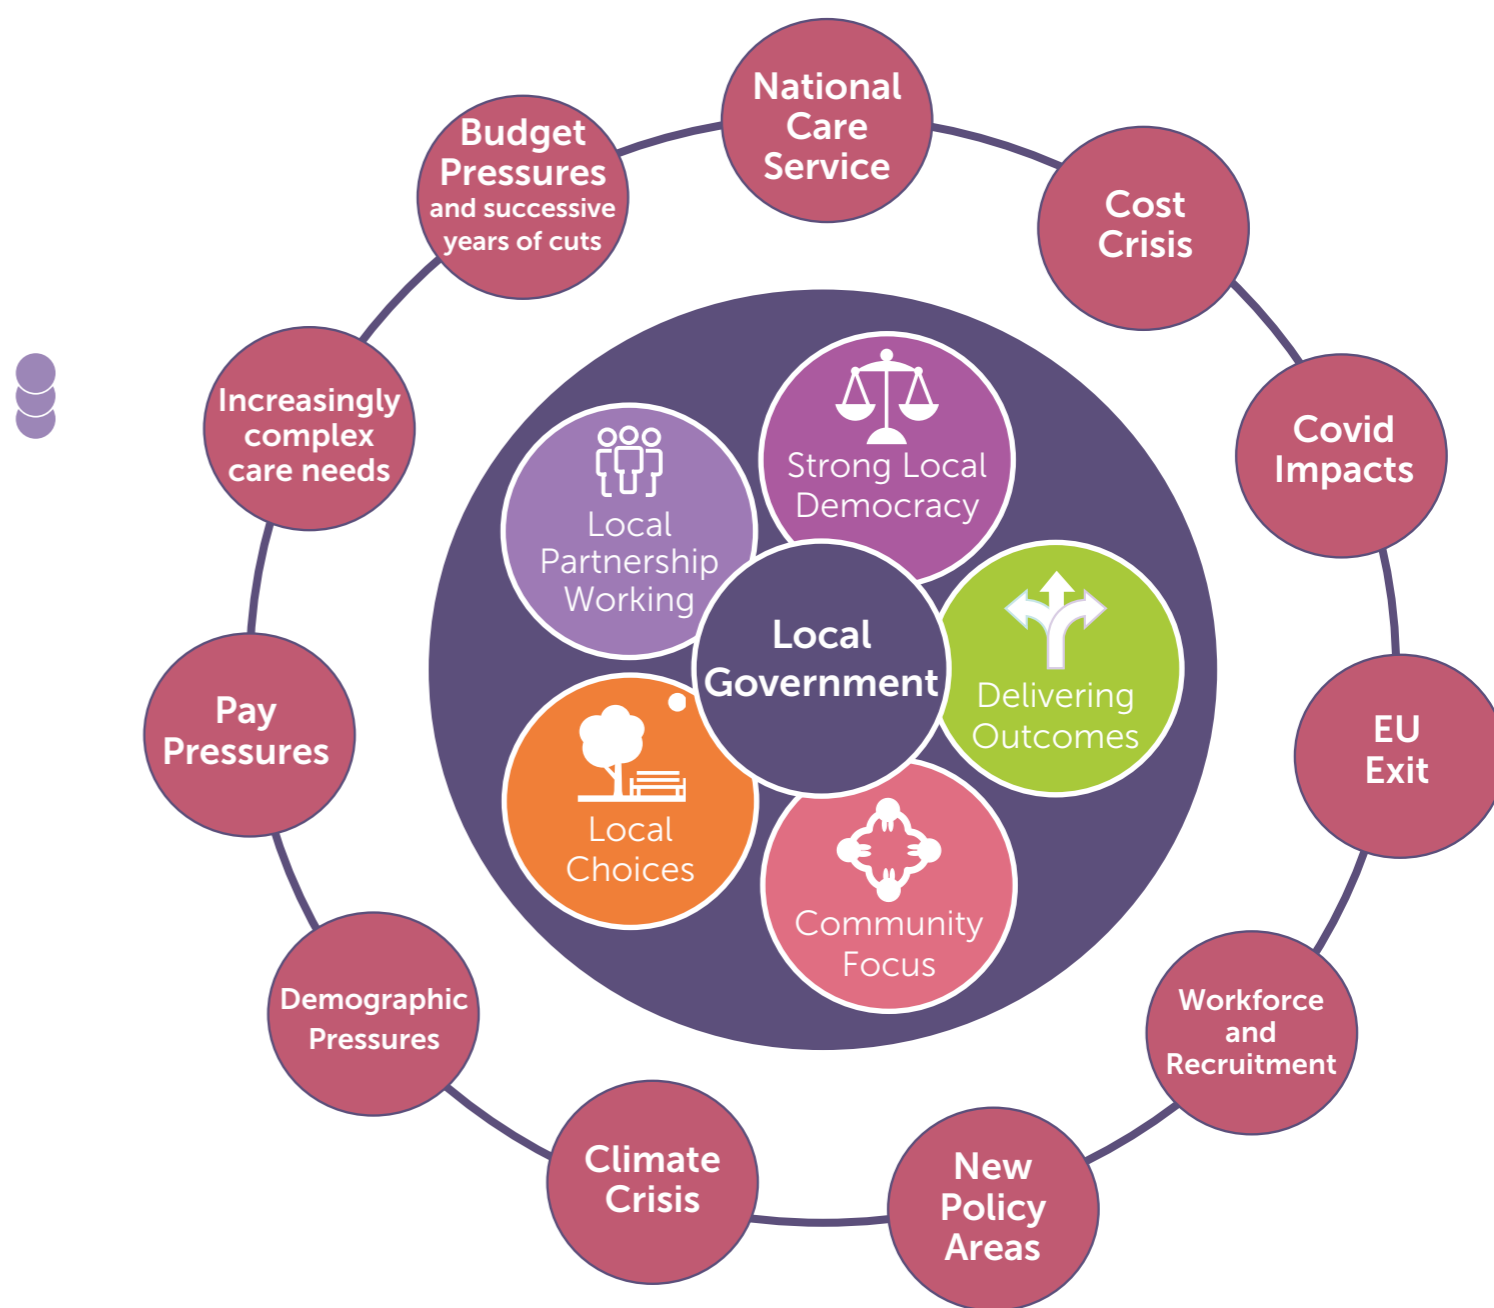 National
Care
Service
Cost
Crisis
Covid
Impacts
EU
Exit
Workforce
and
Recruitment
New
Policy
Areas
Climate
Crisis
Demographic
Pressures
Pay
Pressures
Increasingly
complex
care needs
Budget
Pressures
and successive
years of cuts
Strong Local
Democracy
Delivering
Outcomes
Community
Focus
Local
Choices
Local
Partnership
Working
Local
Government